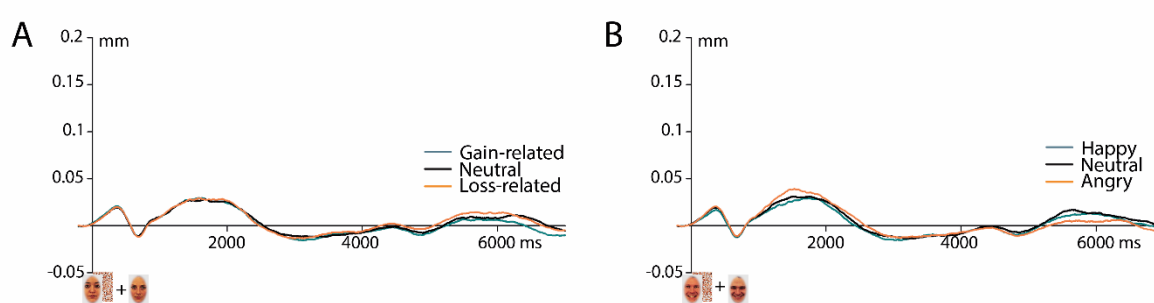 A
0.2
mm
0.15
0.1
0.05
-0.05
2000
4000
6000 ms
Gain-related
Neutral
Loss-related
+
B
0.2
mm
0.15
0.1
0.05
-0.05
2000
4000
6000 ms
Happy
Neutral
Angry
+